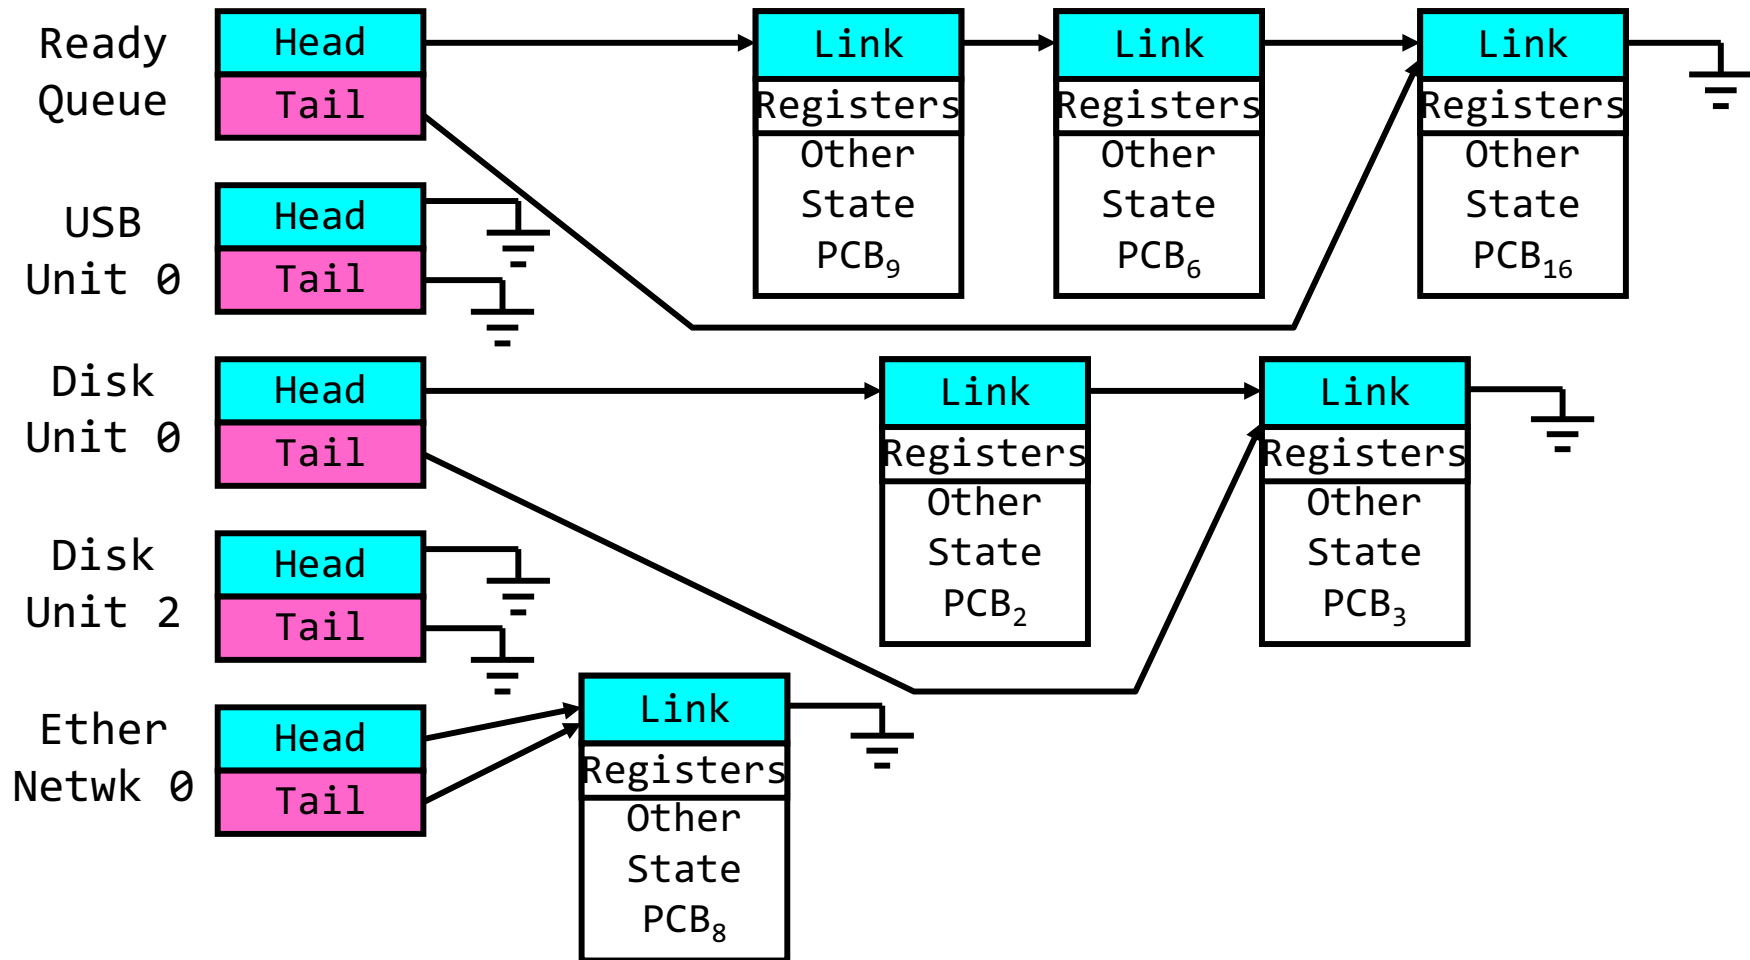 Ready
Queue
Head
Tail
Link
Registers
Other
State
PCB₉
Link
Registers
Other
State
PCB₆
Link
Registers
Other
State
PCB₁₆
USB
Unit 0
Head
Tail
Disk
Unit 0
Head
Tail
Link
Registers
Other
State
PCB₂
Link
Registers
Other
State
PCB₃
Disk
Unit 2
Head
Tail
Ether
Netwk 0
Head
Tail
Link
Registers
Other
State
PCB₈